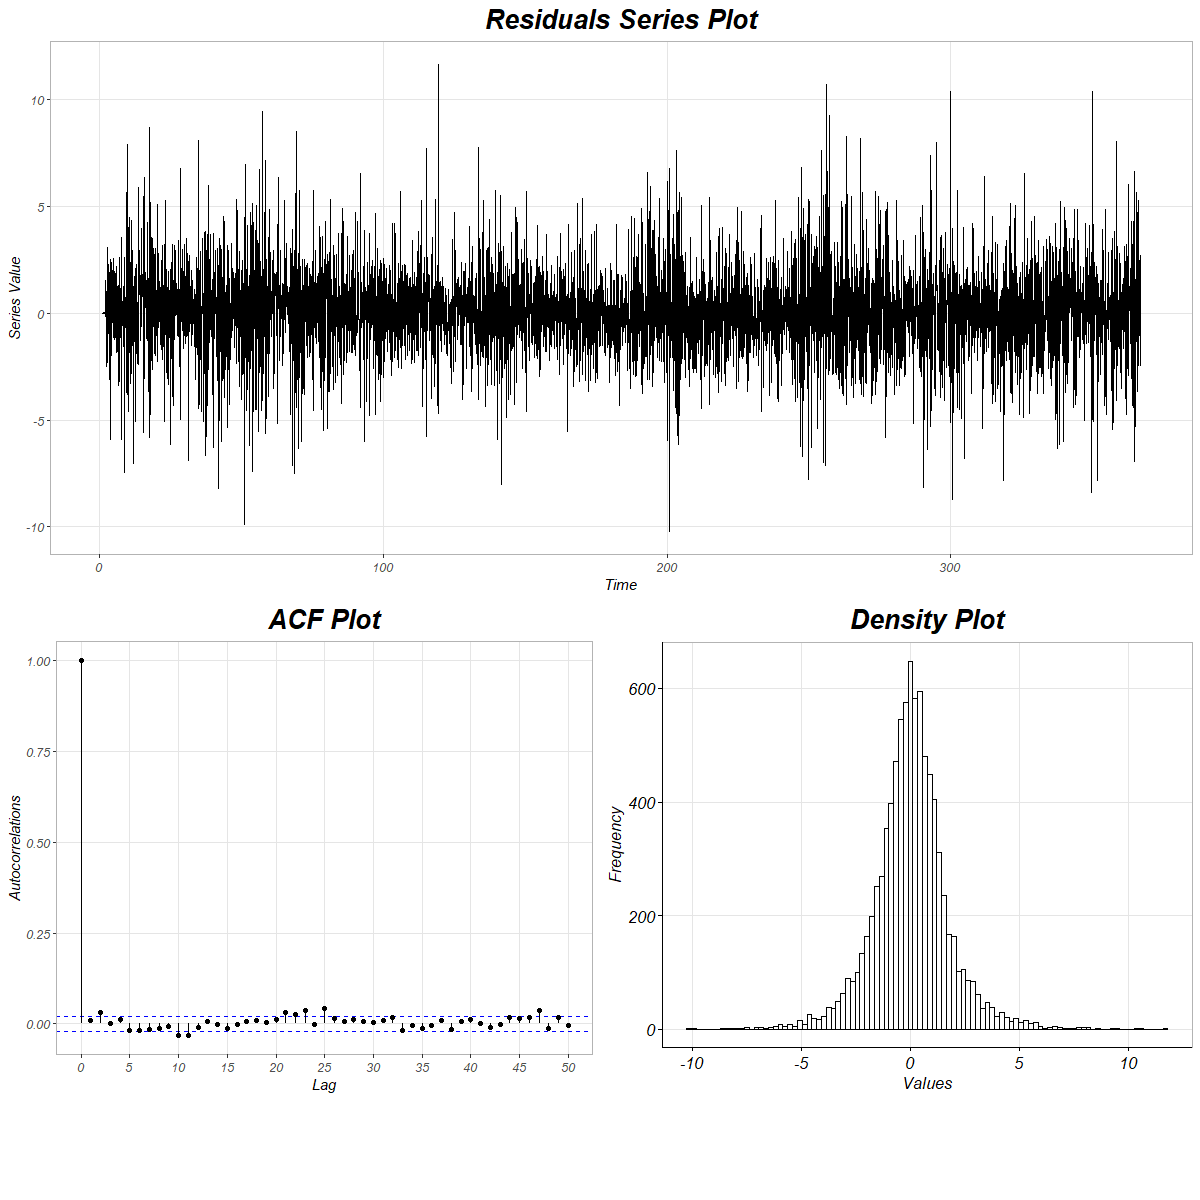 Residuals Series Plot
10
5
0
-5
-10
Series Value
0 100 200 300
Time
ACF Plot
1.00
0.75
0.50
0.25
0.00
Autocorrelations
0 5 10 15 20 25 30 35 40 45 50
Lag
Density Plot
600
400
200
0
Frequency
-10 -5 0 5 10
Values